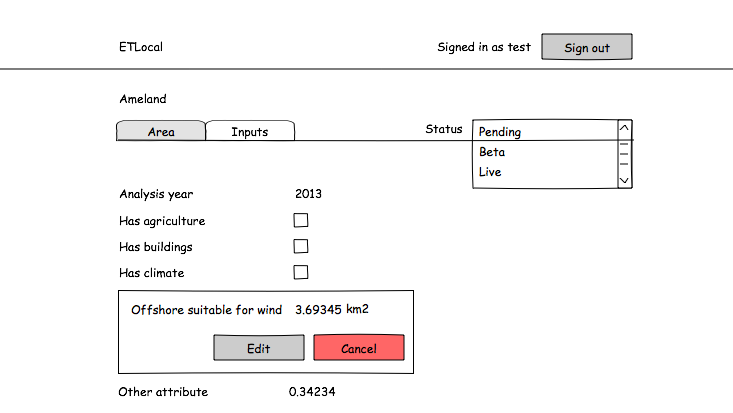 ETLocal
Signed in as test
Sign out
Ameland
Area
Inputs
Status
Pending
Beta
Live
Analysis year 2013
Has agriculture
Has buildings
Has climate
Offshore suitable for wind 3.69345 km2
Edit
Cancel
Other attribute 0.34234